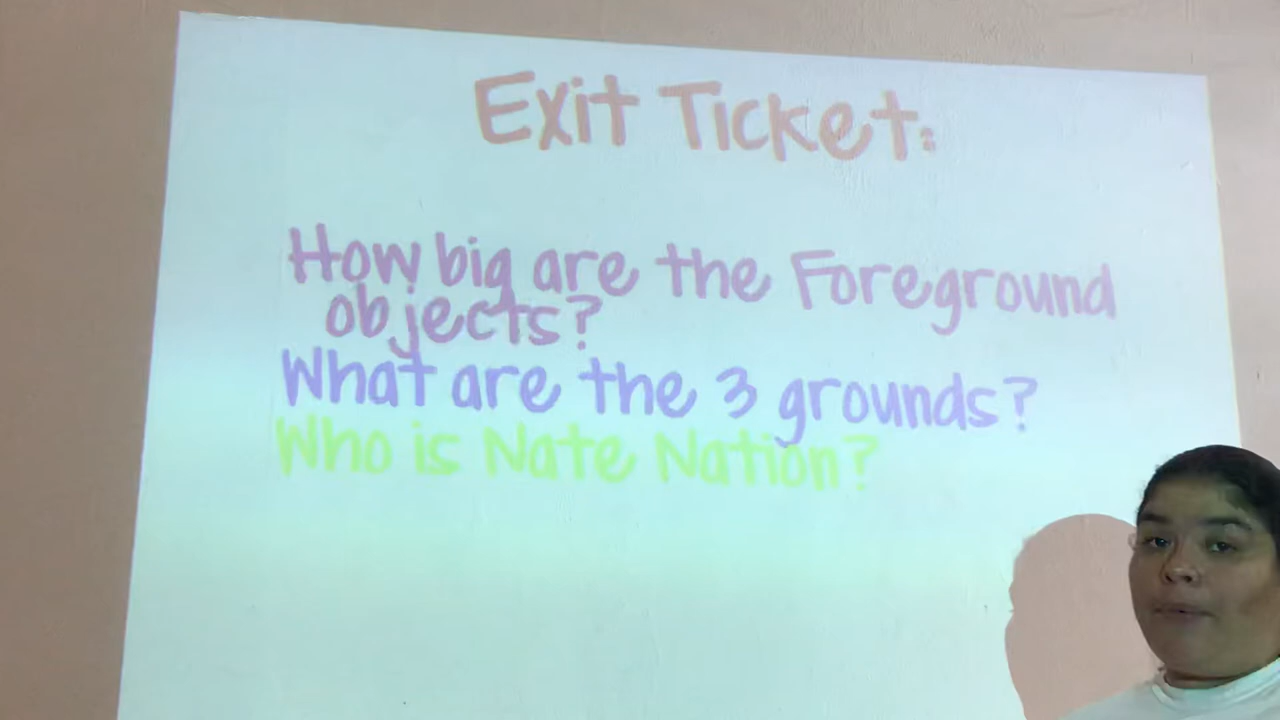 Exit Ticket:
How big are the Foreground
objects?
What are the 3 grounds?
Who is Nate Nation?